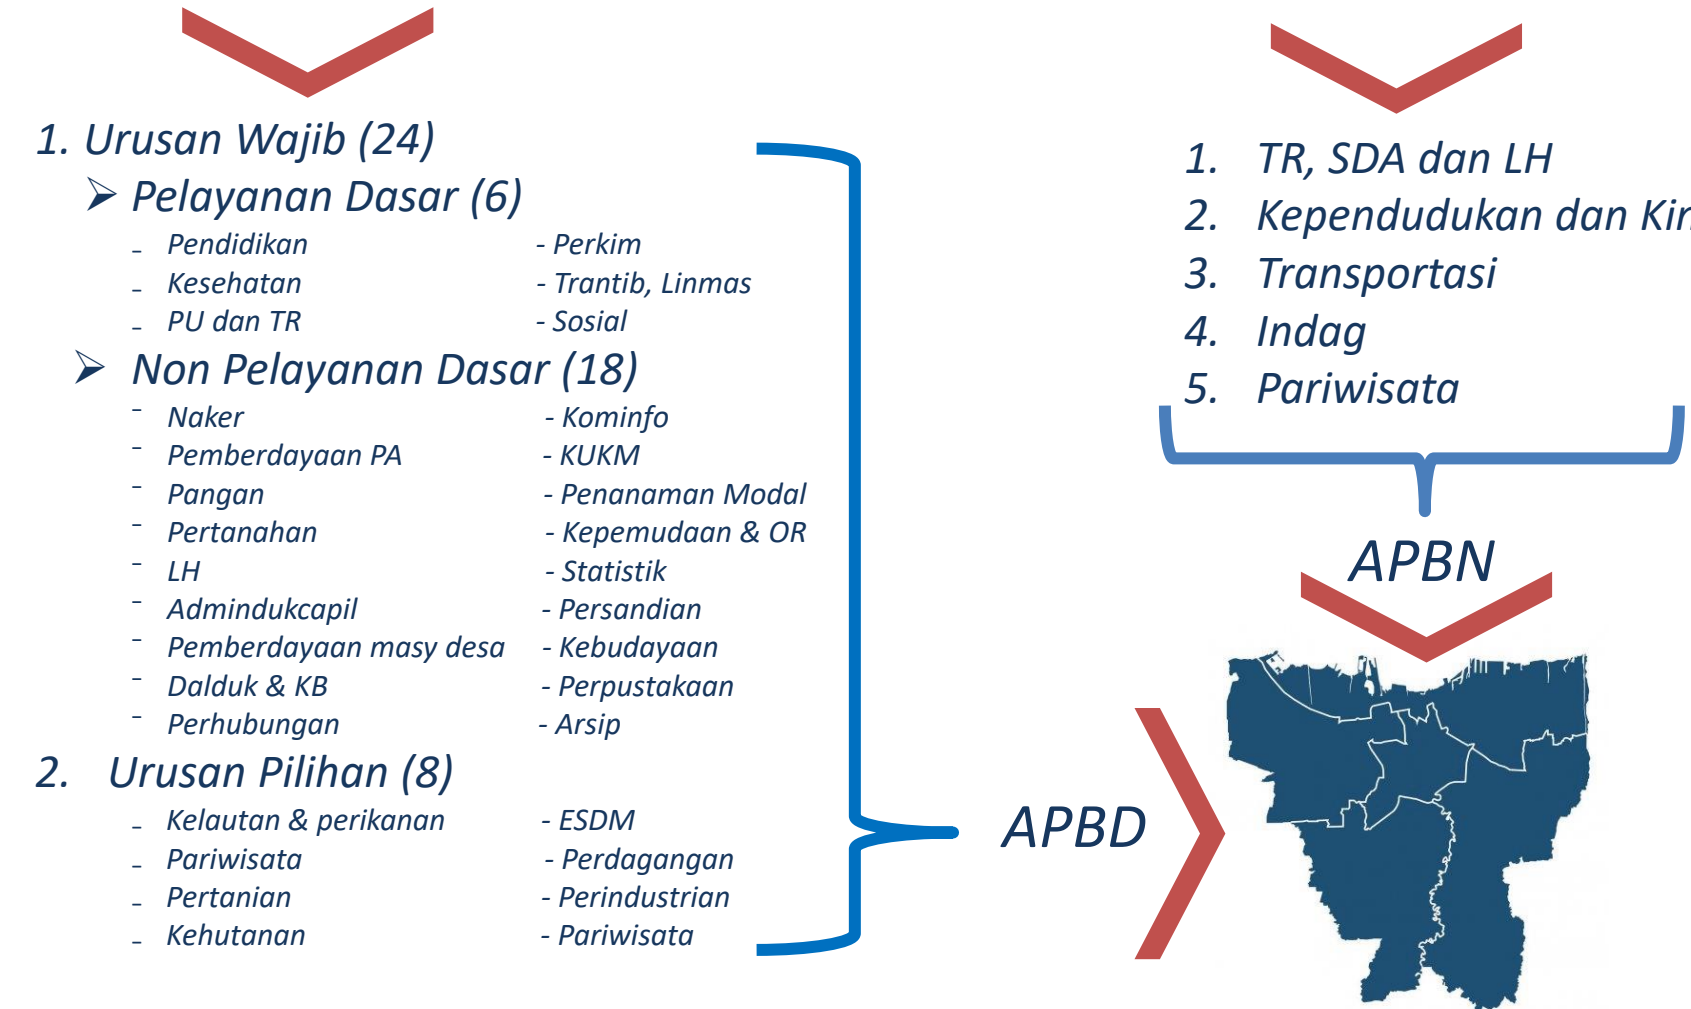 1. Urusan Wajib (24)
➢ Pelayanan Dasar (6)
- Pendidikan - Perkim
- Kesehatan - Trantib, Linmas
- PU dan TR - Sosial
➢ Non Pelayanan Dasar (18)
- Naker - Kominfo
- Pemberdayaan PA - KUKM
- Pangan - Penanaman Modal
- Pertanahan - Kepemudaan & OR
- LH - Statistik
- Admindukcapil - Persandian
- Pemberdayaan masy desa - Kebudayaan
- Dalduk & KB - Perpustakaan
- Perhubungan - Arsip
2. Urusan Pilihan (8)
- Kelautan & perikanan - ESDM
- Pariwisata - Perdagangan
- Pertanian - Perindustrian
- Kehutanan - Pariwisata
APBD
1. TR, SDA dan LH
2. Kependudukan dan
3. Transportasi
4. Indag
5. Pariwisata
APBN